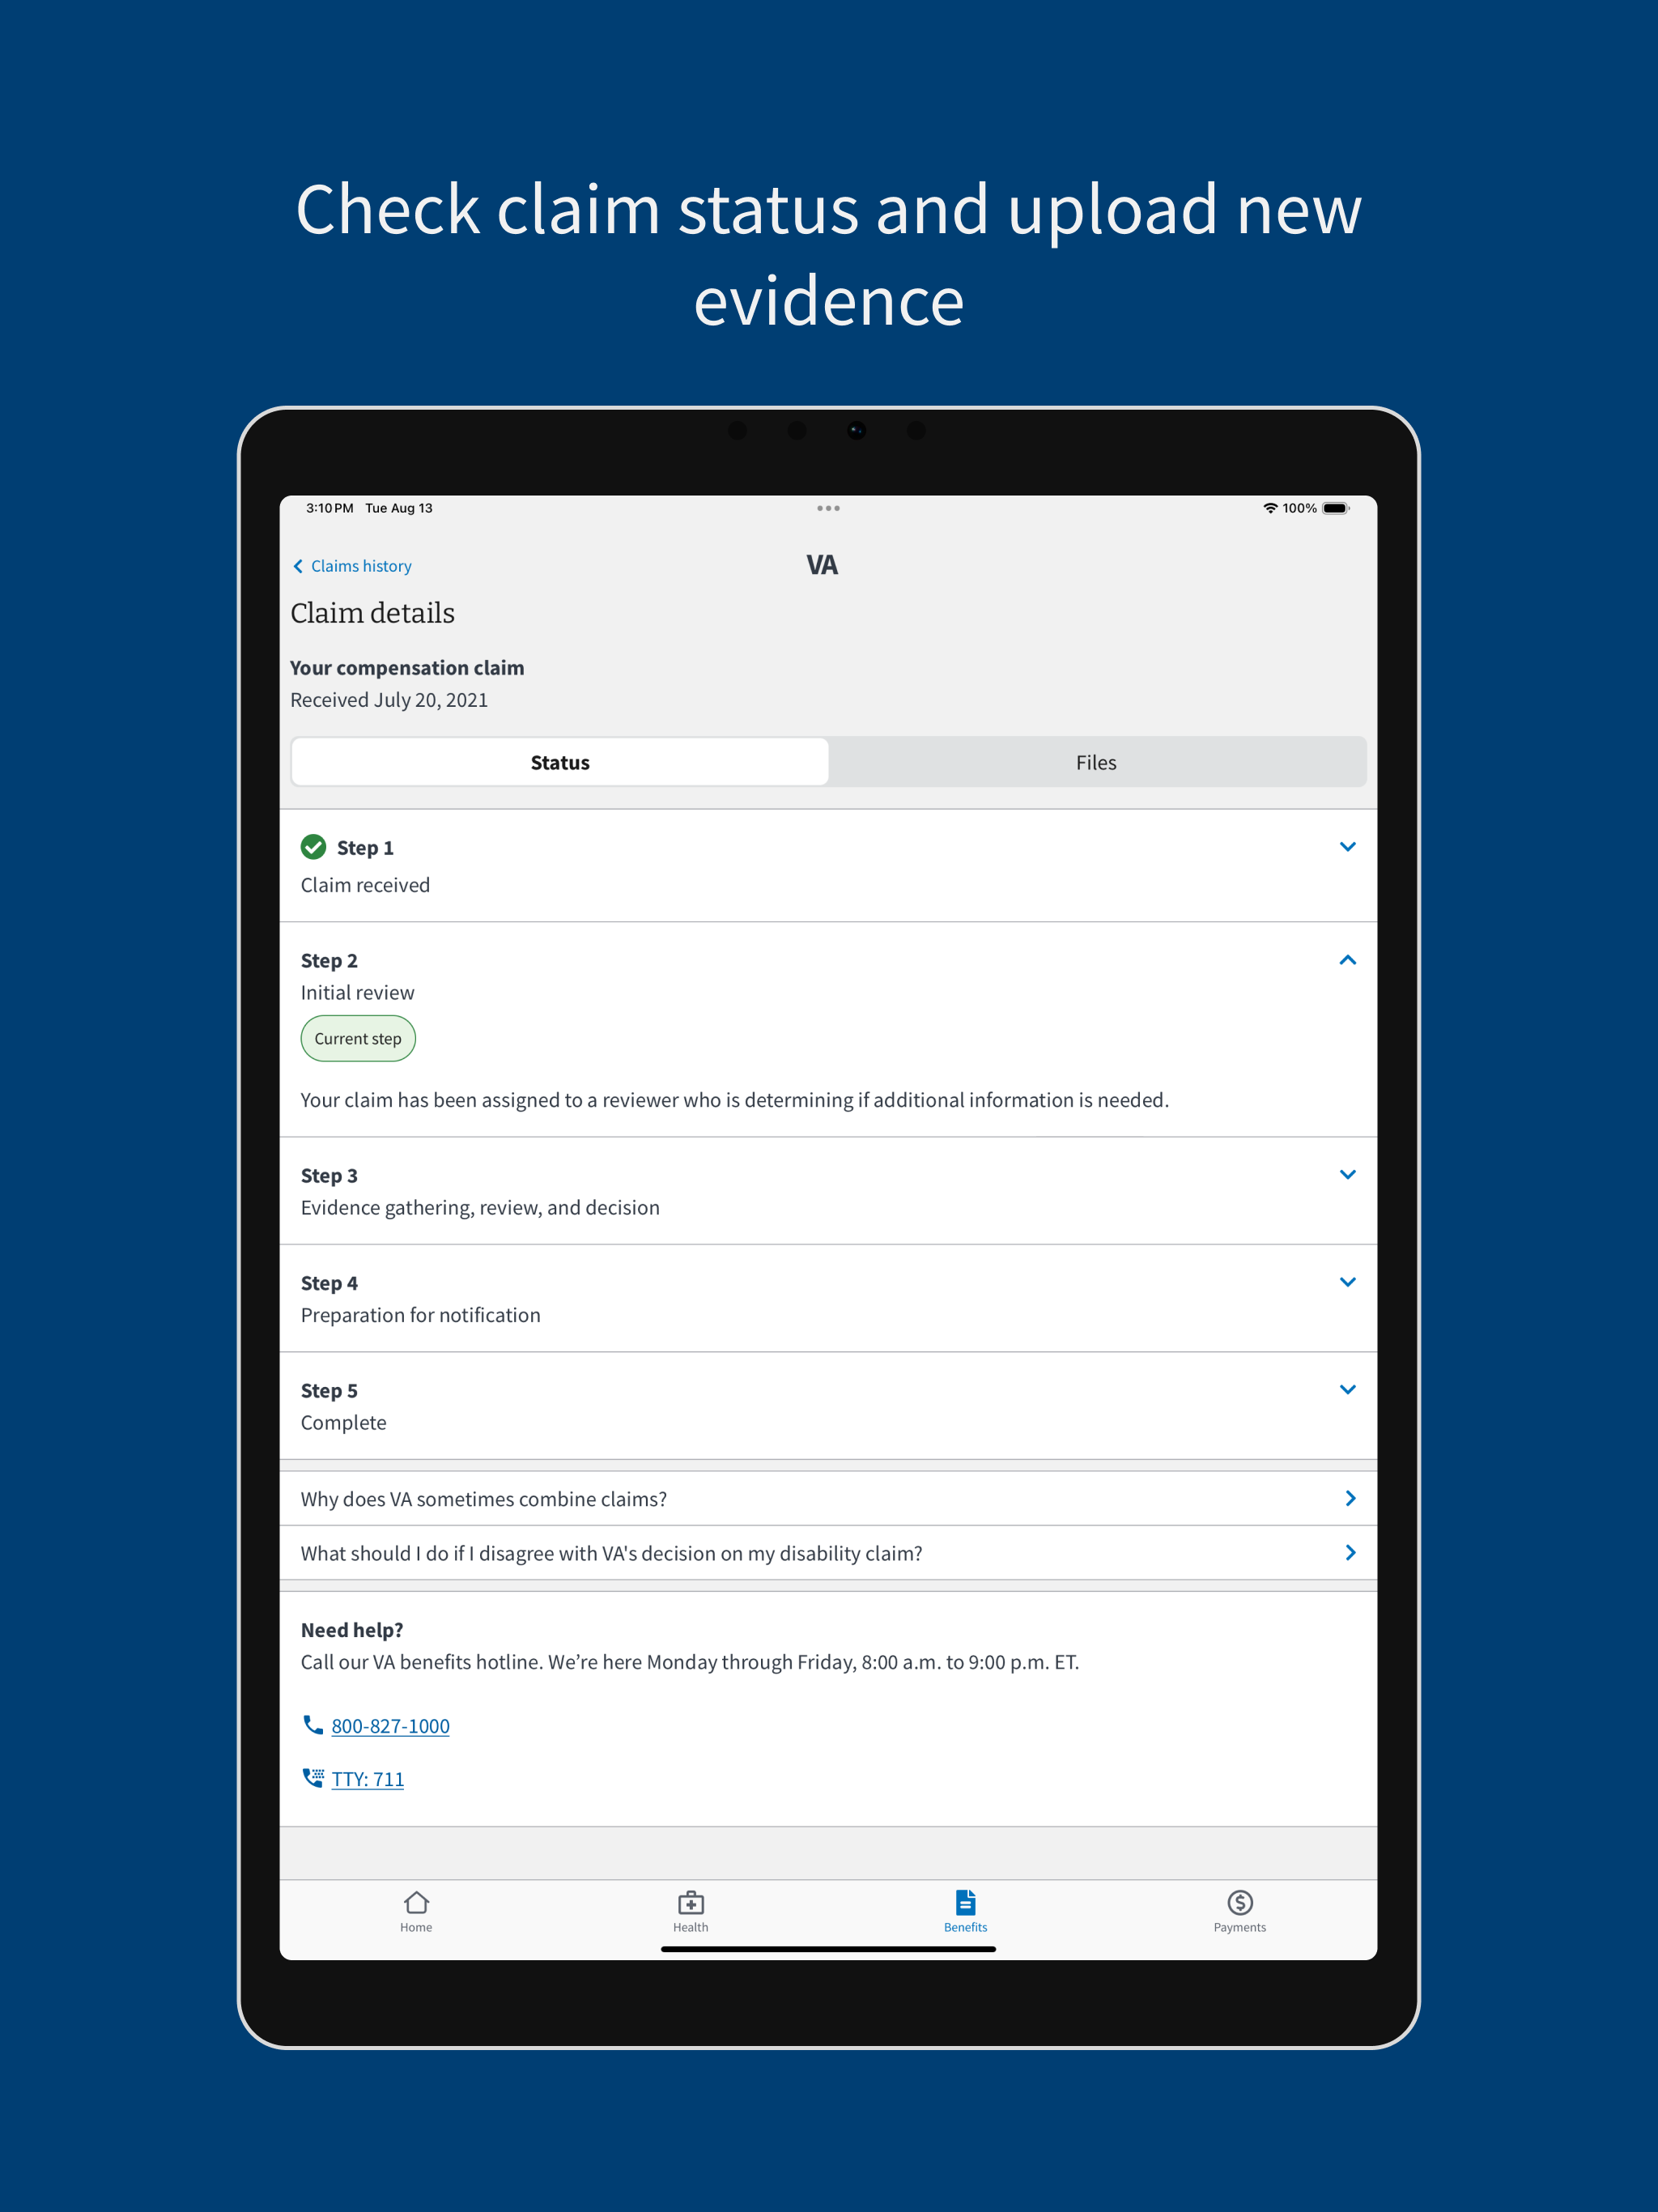 Check claim status and upload new
evidence
3:10 PM Tue Aug 13
100%
Claims history
VA
Claim details
Your compensation claim
Received July 20, 2021
Status
Files
Step 1
Claim received
Step 2
Initial review
Current step
Your claim has been assigned to a reviewer who is determining if additional information is needed.
Step 3
Evidence gathering, review, and decision
Step 4
Preparation for notification
Step 5
Complete
Why does VA sometimes combine claims?
What should I do if I disagree with VA's decision on my disability claim?
Need help?
Call our VA benefits hotline. We’re here Monday through Friday, 8:00 a.m. to 9:00 p.m. ET.
800-827-1000
TTY: 711
Home
Health
Benefits
Payments